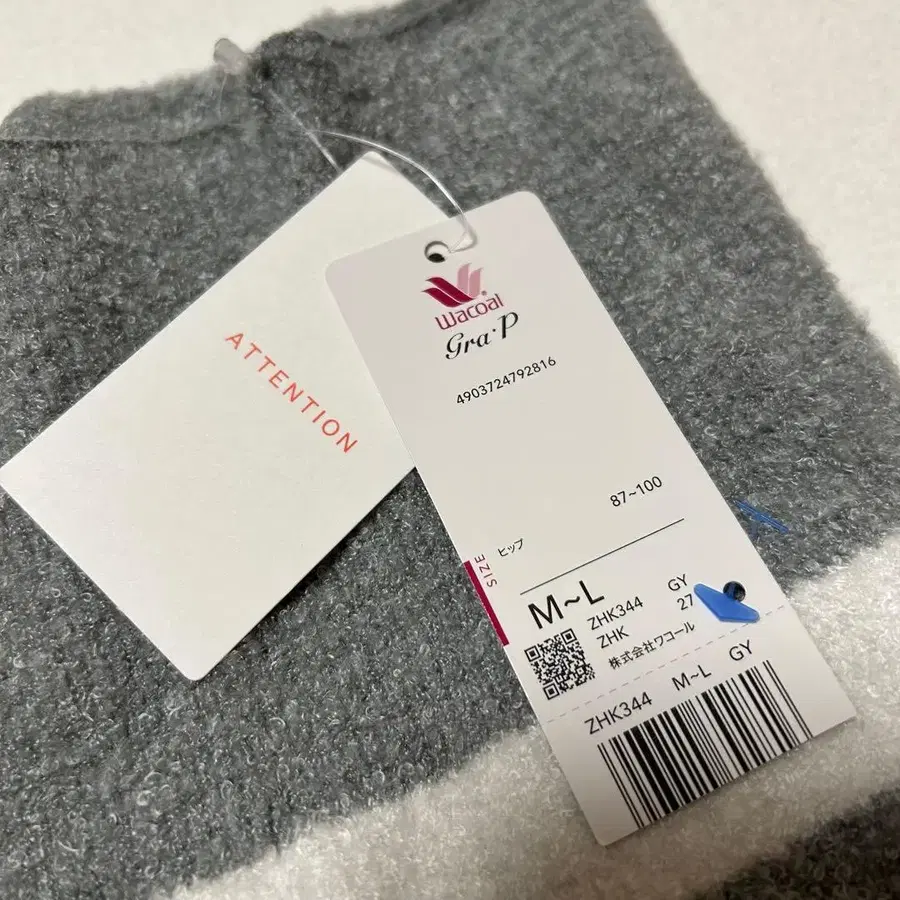 ATTENTION
Wacoal
Gra·P
4903724792816
87~100
ヒップ
SIZE
M~L
ZHK344 GY
ZHK 27
株式会社ワコール
ZHK344 M~L GY